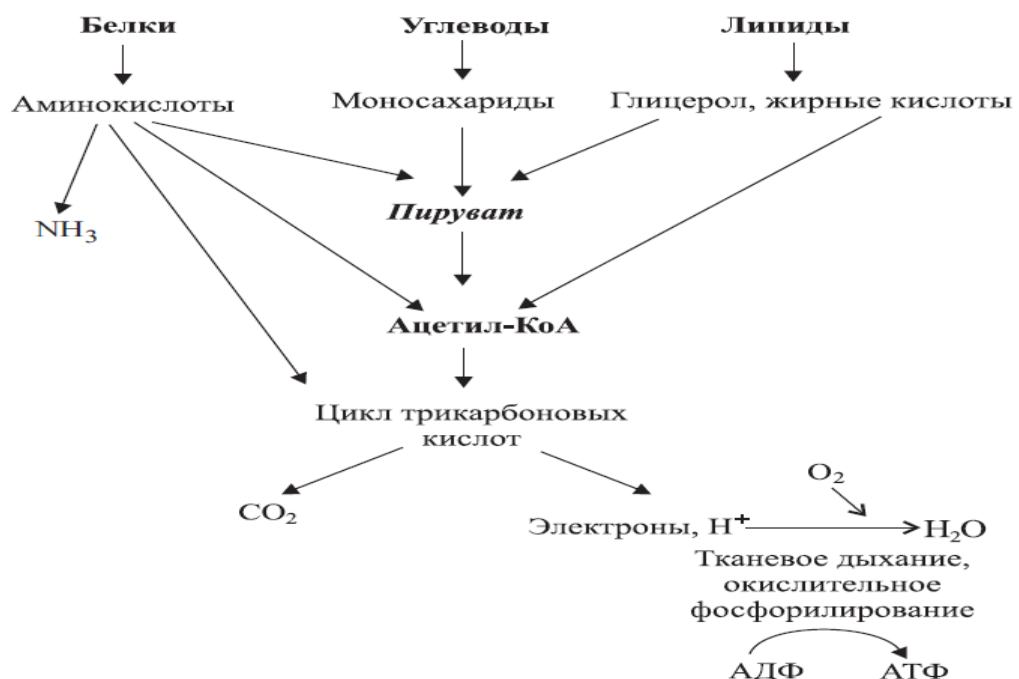 Белки Углеводы Липиды
Аминокислоты Моносахариды Глицерол, жирные кислоты
Пируват
NH₃
Ацетил-КоА
Цикл трикарбоновых
кислот
O₂
CO₂
Электроны, H⁺ H₂O
Тканевое дыхание,
окислительное
фосфорилирование
АДФ АТФ